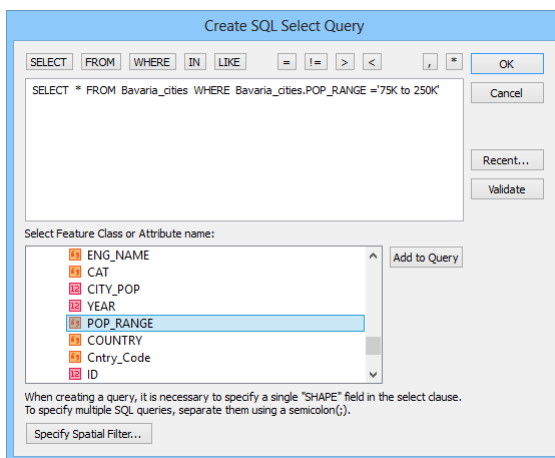 Create SQL Select Query
SELECT FROM WHERE IN LIKE = != > < , * OK
SELECT * FROM Bavaria_cities WHERE Bavaria_cities.POP_RANGE ='75K to 250K'
Cancel
Recent...
Validate
Select Feature Class or Attribute name:
ENG_NAME
Add to Query
CAT
12 CITY_POP
12 YEAR
POP_RANGE
COUNTRY
Cntry_Code
12 ID
When creating a query, it is necessary to specify a single "SHAPE" field in the select clause.
To specify multiple SQL queries, separate them using a semicolon(;).
Specify Spatial Filter...